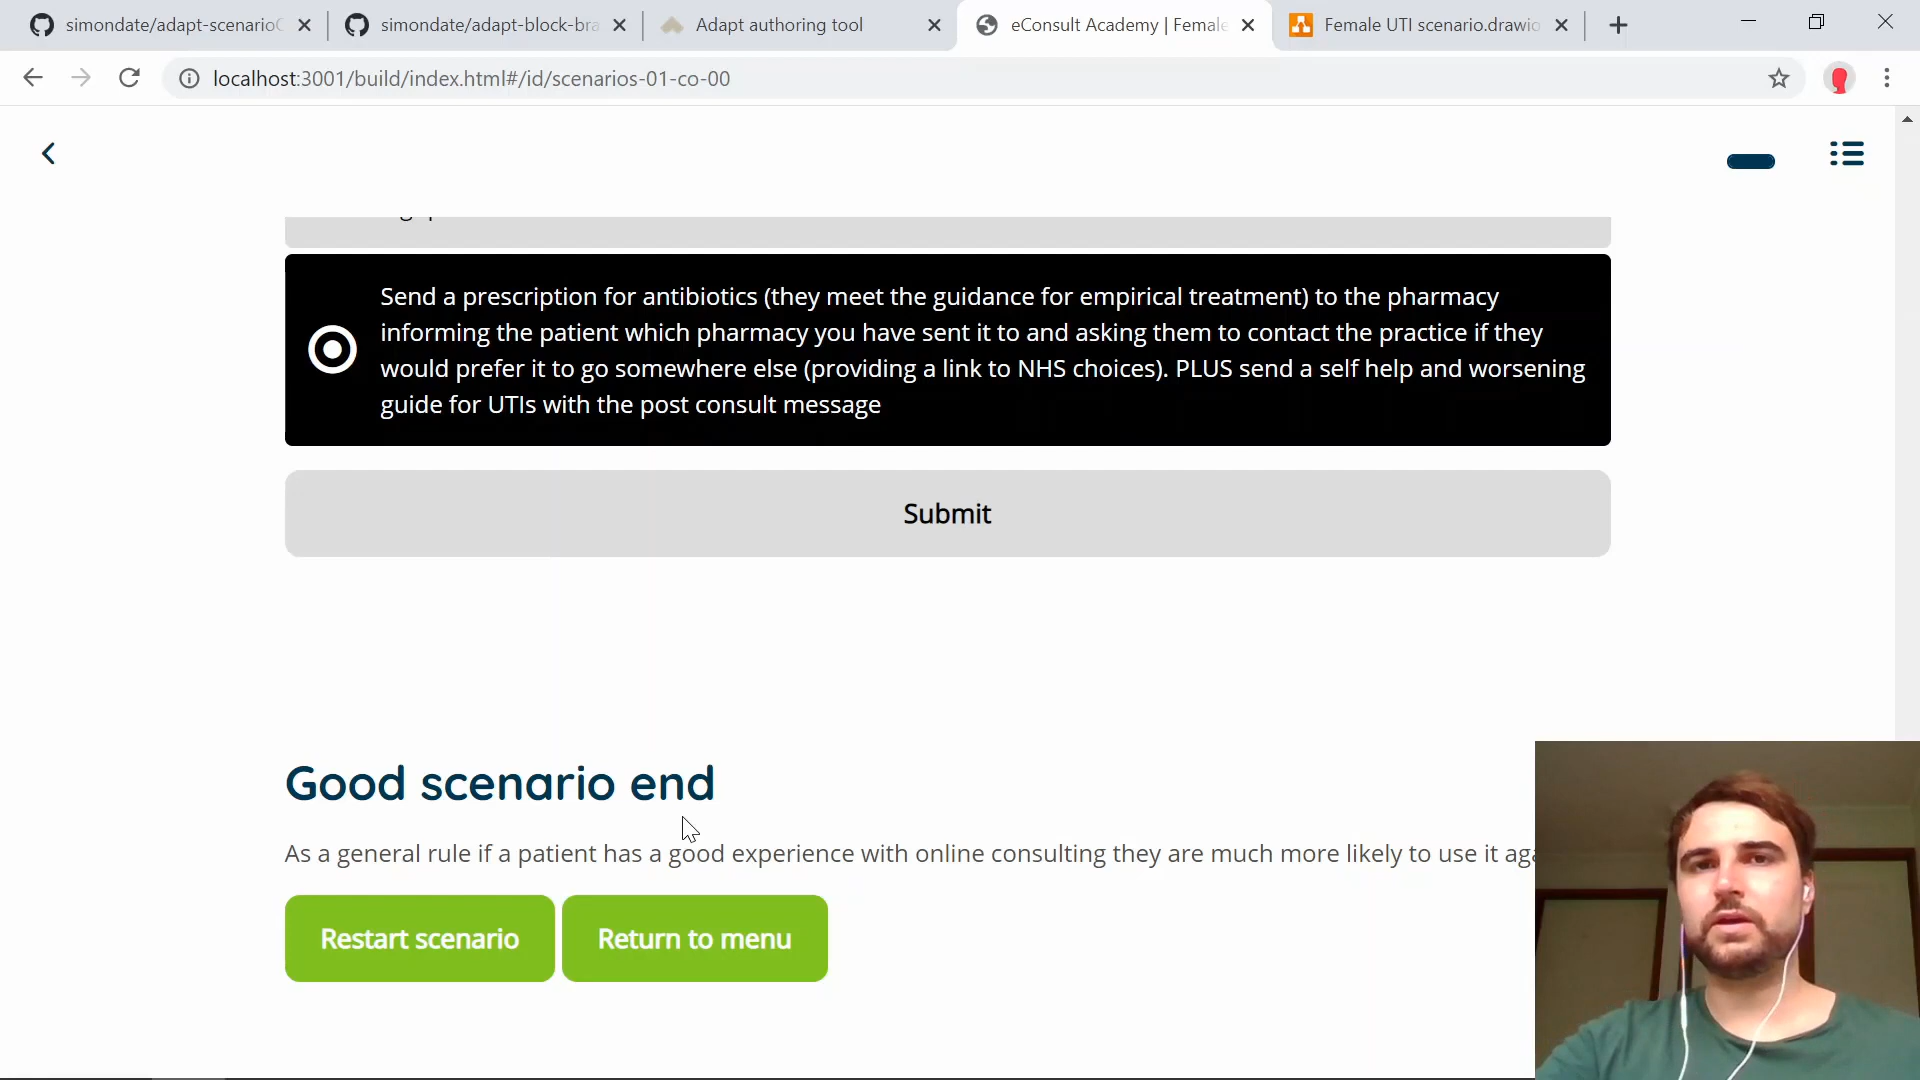 simondate/adapt-scenarioC
simondate/adapt-block-bra
Adapt authoring tool
eConsult Academy | Female
Female UTI scenario.drawio
localhost:3001/build/index.html#/id/scenarios-01-co-00
Send a prescription for antibiotics (they meet the guidance for empirical treatment) to the pharmacy
informing the patient which pharmacy you have sent it to and asking them to contact the practice if they
would prefer it to go somewhere else (providing a link to NHS choices). PLUS send a self help and worsening
guide for UTIs with the post consult message
Submit
Good scenario end
As a general rule if a patient has a good experience with online consulting they are much more likely to use it aga
Restart scenario
Return to menu